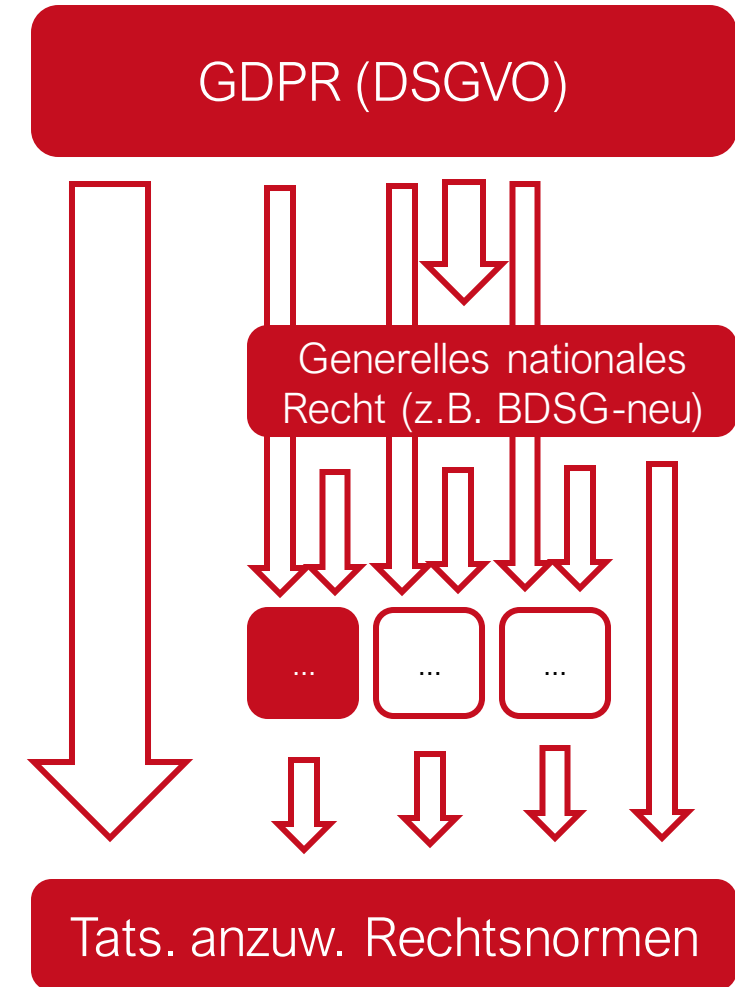 GDPR (DSGVO)
Generelles nationales
Recht (z.B. BDSG-neu)
... ... ...
Tats. anzuw. Rechtsnormen